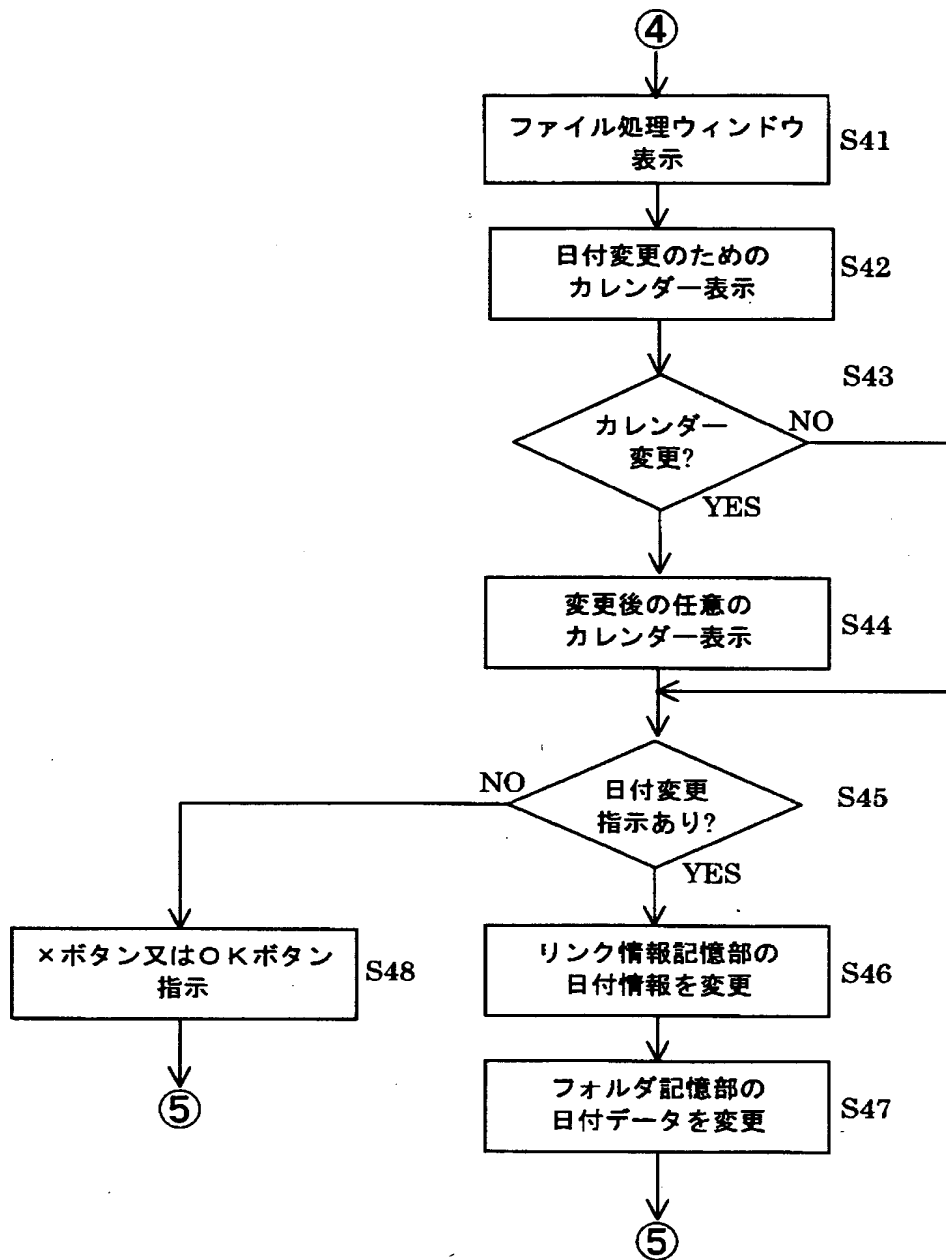 ④
ファイル処理ウィンドウ
表示
S41
日付変更のための
カレンダー表示
S42
S43
カレンダー
変更?
NO
YES
変更後の任意の
カレンダー表示
S44
NO
日付変更
指示あり?
S45
YES
×ボタン又はOKボタン
指示
S48
リンク情報記憶部の
日付情報を変更
S46
⑤
フォルダ記憶部の
日付データを変更
S47
⑤